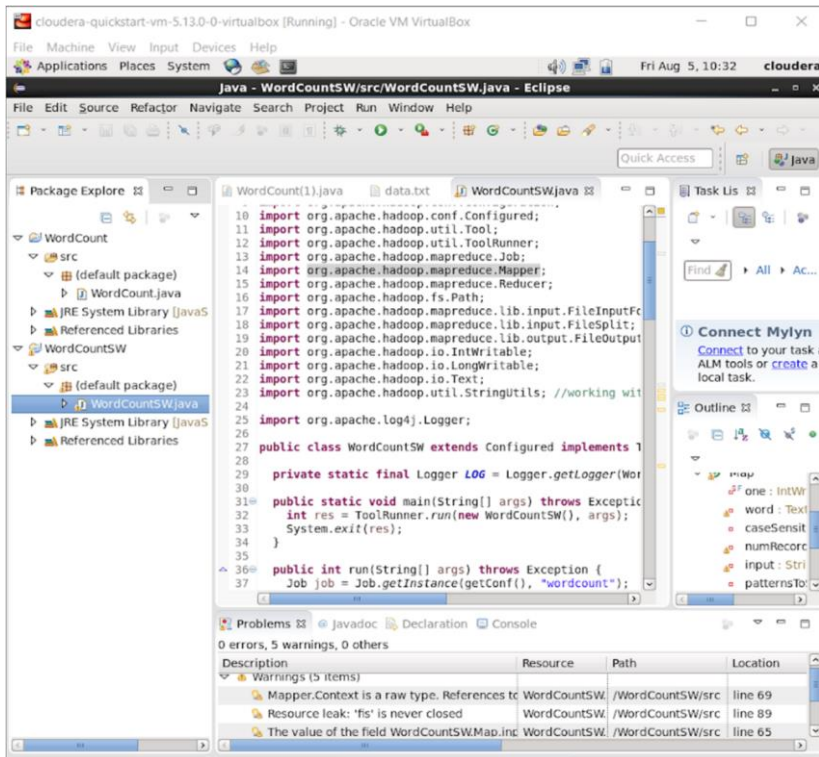 cloudera-quickstart-vm-5.13.0-0-virtualbox [Running] - Oracle VM VirtualBox
File Machine View Input Devices Help
Applications Places System Fri Aug 5, 10:32 cloudera
Java - WordCountSW/src/WordCountSW.java - Eclipse
File Edit Source Refactor Navigate Search Project Run Window Help
Quick Access Java
Package Explore
WordCount
src
(default package)
WordCount.java
JRE System Library [JavaS
Referenced Libraries
WordCountSW
src
(default package)
WordCountSW.java
JRE System Library [JavaS
Referenced Libraries
WordCount(1).java data.txt WordCountSW.java
10 import org.apache.hadoop.conf.Configured;
11 import org.apache.hadoop.util.Tool;
12 import org.apache.hadoop.util.ToolRunner;
13 import org.apache.hadoop.mapreduce.Job;
14 import org.apache.hadoop.mapreduce.Mapper;
15 import org.apache.hadoop.mapreduce.Reducer;
16 import org.apache.hadoop.fs.Path;
17 import org.apache.hadoop.mapreduce.lib.input.FileInputFo
18 import org.apache.hadoop.mapreduce.lib.input.FileSplit;
19 import org.apache.hadoop.mapreduce.lib.output.FileOutput
20 import org.apache.hadoop.io.IntWritable;
21 import org.apache.hadoop.io.LongWritable;
22 import org.apache.hadoop.io.Text;
23 import org.apache.hadoop.util.StringUtils; //working wit
24
25 import org.apache.log4j.Logger;
26
27 public class WordCountSW extends Configured implements T
28
29 private static final Logger LOG = Logger.getLogger(Wor
30
31 public static void main(String[] args) throws Exceptio
32 int res = ToolRunner.run(new WordCountSW(), args);
33 System.exit(res);
34 }
35
36 public int run(String[] args) throws Exception {
37 Job job = Job.getInstance(getConf(), "wordcount");
Task Lis
Find All Ac...
Connect Mylyn
Connect to your task
ALM tools or create a
local task.
Outline
Map
one : IntWr
word : Text
caseSensit
numRecorc
input : Stri
patternsTo
Problems Javadoc Declaration Console
0 errors, 5 warnings, 0 others
Description Resource Path Location
Warnings (5 items)
Mapper.Context is a raw type. References to WordCountSW. /WordCountSW/src line 69
Resource leak: 'fis' is never closed WordCountSW. /WordCountSW/src line 89
The value of the field WordCountSW.Map.inp WordCountSW. /WordCountSW/src line 65